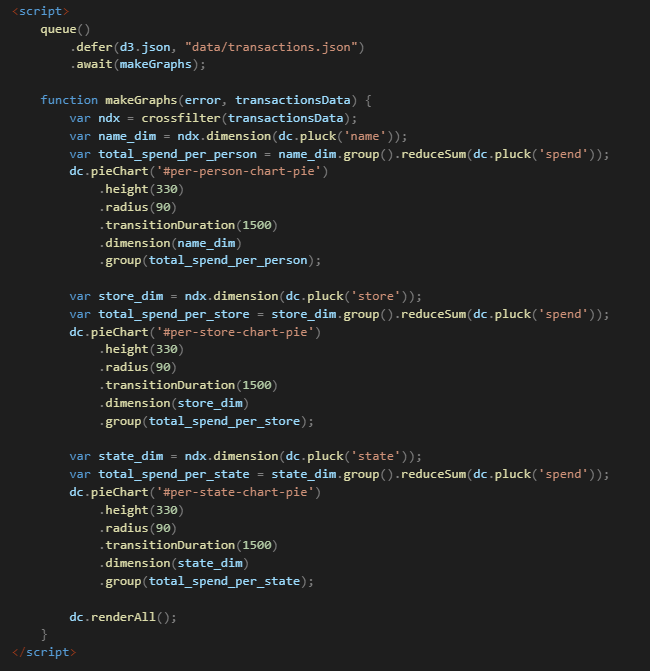 <script>
queue()
.defer(d3.json, "data/transactions.json")
.await(makeGraphs);
function makeGraphs(error, transactionsData) {
var ndx = crossfilter(transactionsData);
var name_dim = ndx.dimension(dc.pluck('name'));
var total_spend_per_person = name_dim.group().reduceSum(dc.pluck('spend'));
dc.pieChart('#per-person-chart-pie')
.height(330)
.radius(90)
.transitionDuration(1500)
.dimension(name_dim)
.group(total_spend_per_person);
var store_dim = ndx.dimension(dc.pluck('store'));
var total_spend_per_store = store_dim.group().reduceSum(dc.pluck('spend'));
dc.pieChart('#per-store-chart-pie')
.height(330)
.radius(90)
.transitionDuration(1500)
.dimension(store_dim)
.group(total_spend_per_store);
var state_dim = ndx.dimension(dc.pluck('state'));
var total_spend_per_state = state_dim.group().reduceSum(dc.pluck('spend'));
dc.pieChart('#per-state-chart-pie')
.height(330)
.radius(90)
.transitionDuration(1500)
.dimension(state_dim)
.group(total_spend_per_state);
dc.renderAll();
}
</script>